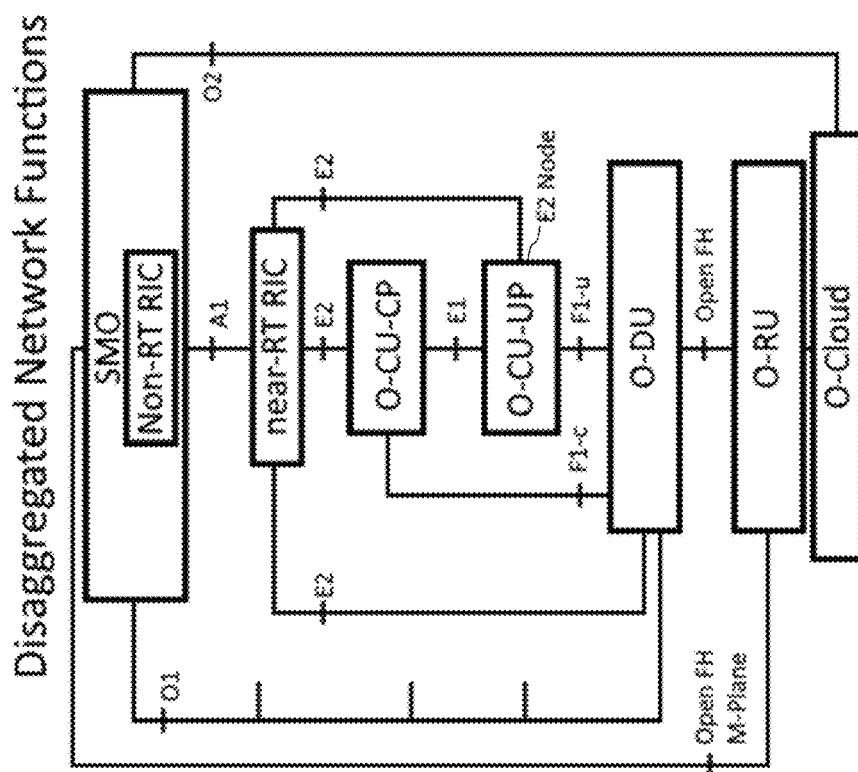 Disaggregated Network Functions
SMO
Non-RT RIC
O2
A1
near-RT RIC
E2
E2
O-CU-CP
E1
O-CU-UP
E2 Node
F1-u
F1-c
E2
O1
O-DU
Open FH
O-RU
O-Cloud
Open FH
M-Plane